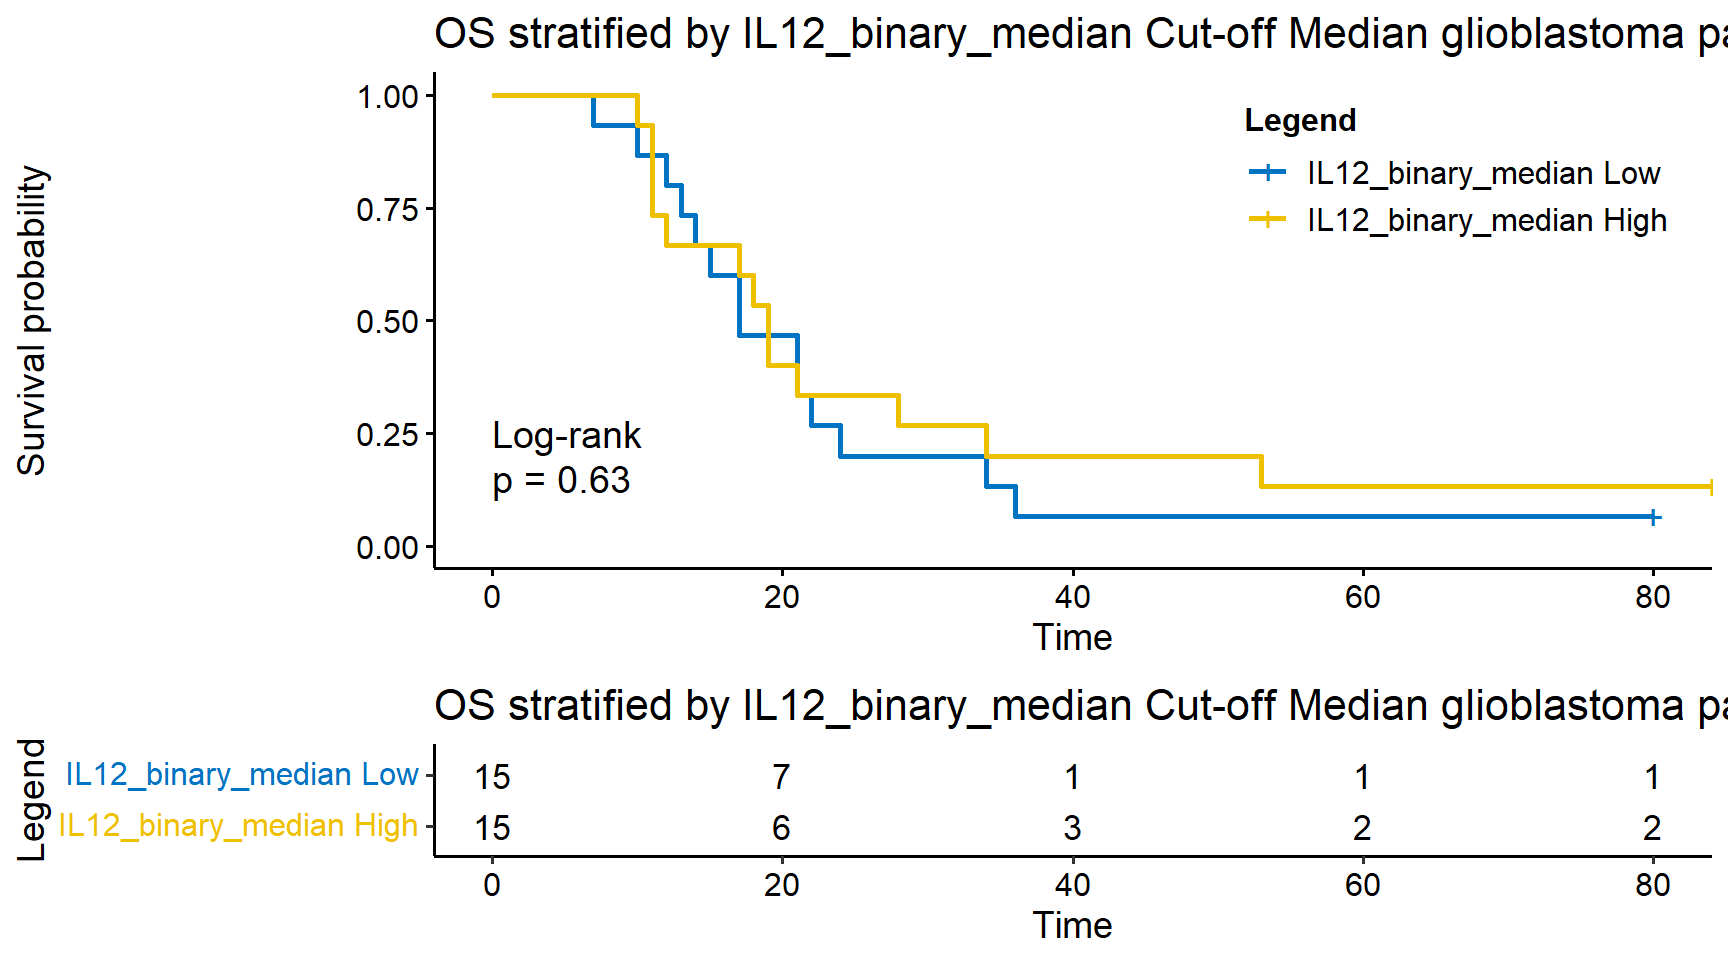 OS stratified by IL12_binary_median Cut-off Median glioblastoma pa
Survival probability
1.00
0.75
0.50
0.25
0.00
Legend
IL12_binary_median Low
IL12_binary_median High
Log-rank
p = 0.63
0 20 40 60 80
Time
OS stratified by IL12_binary_median Cut-off Median glioblastoma pa
Legend
IL12_binary_median Low 15 7 1 1 1
IL12_binary_median High 15 6 3 2 2
0 20 40 60 80
Time